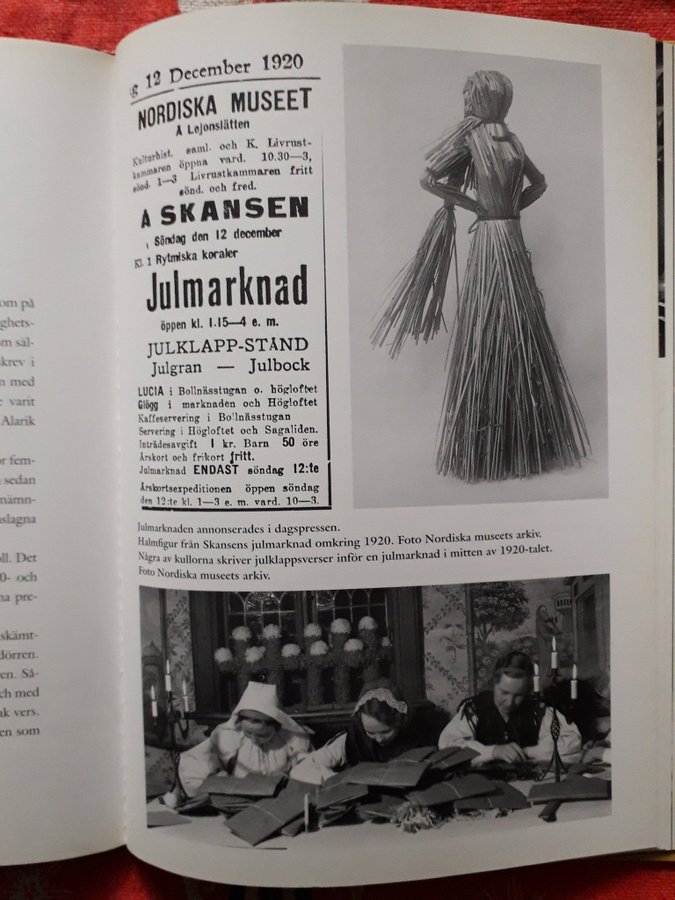 om på
ghets-
om säl-
krev i
n med
e varit
Alarik
or fem-
sedan
nämn-
slagna
oll. Det
0- och
na pre-
skämt-
dörren.
en. Så-
ch med
ak vers.
en som
g 12 December 1920
NORDISKA MUSEET
Å Lejonslätten
Kulturhist. saml. och K. Livrust-
kammaren öppna vard. 10.30—3,
sönd. 1—3 Livrustkammaren fritt
sönd. och fred.
Å SKANSEN
Söndag den 12 december
Kl. 1 Rytmiska koraler
Julmarknad
öppen kl. 1.15—4 e. m.
JULKLAPP-STÅND
Julgran — Julbock
LUCIA i Bollnässtugan o. högloftet
Glögg i marknaden och Högloftet
Kaffeservering i Bollnässtugan
Servering i Högloftet och Sagaliden.
Inträdesavgift 1 kr. Barn 50 öre
Årskort och frikort fritt.
Julmarknad ENDAST söndag 12:te
Årskortsexpeditionen öppen söndag
den 12:te kl. 1—3 e. m. vard. 10—3.
Julmarknaden annonserades i dagspressen.
Halmfigur från Skansens julmarknad omkring 1920. Foto Nordiska museets arkiv.
Några av kullorna skriver julklappsverser inför en julmarknad i mitten av 1920-talet.
Foto Nordiska museets arkiv.